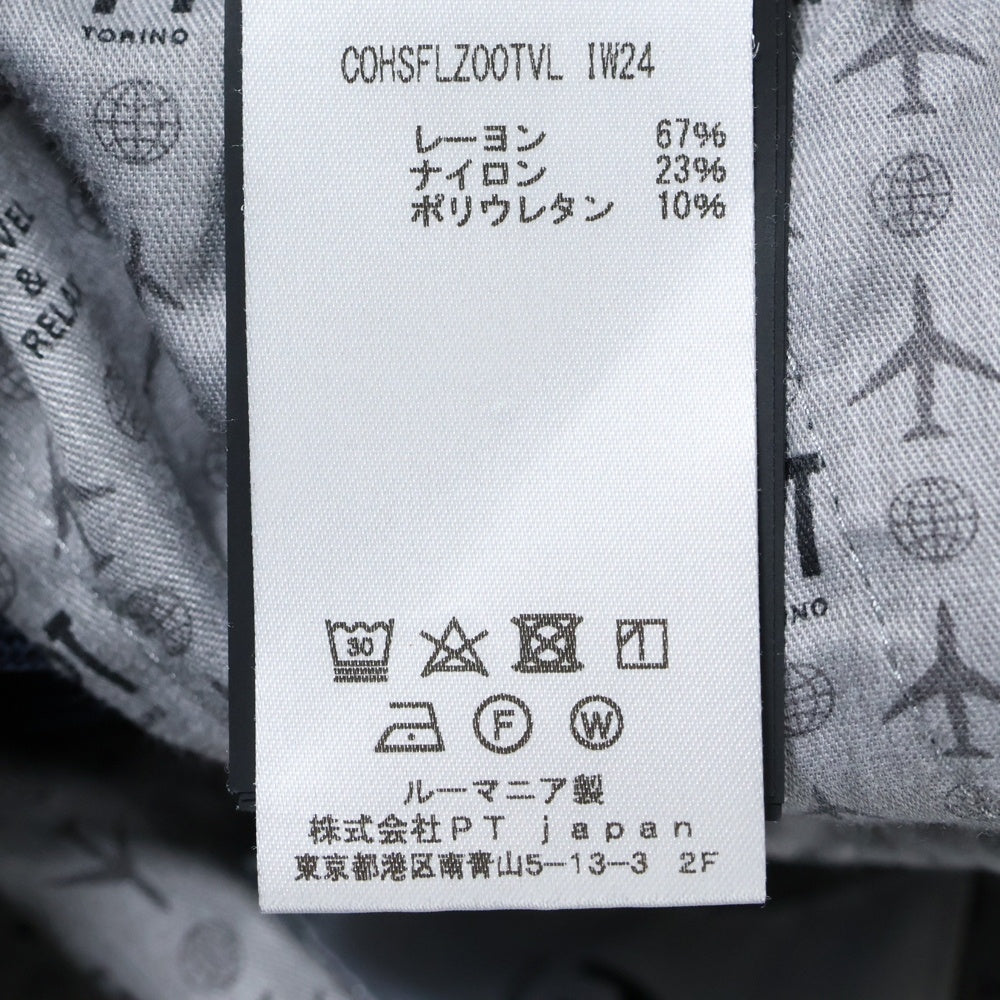 TORINO
COHSFLZ00TVL IW24
レーヨン 67%
ナイロン 23%
ポリウレタン 10%
&
RELAX
T
NO
30
F
W
ルーマニア製
株式会社PT japan
東京都港区南青山5-13-3 2F